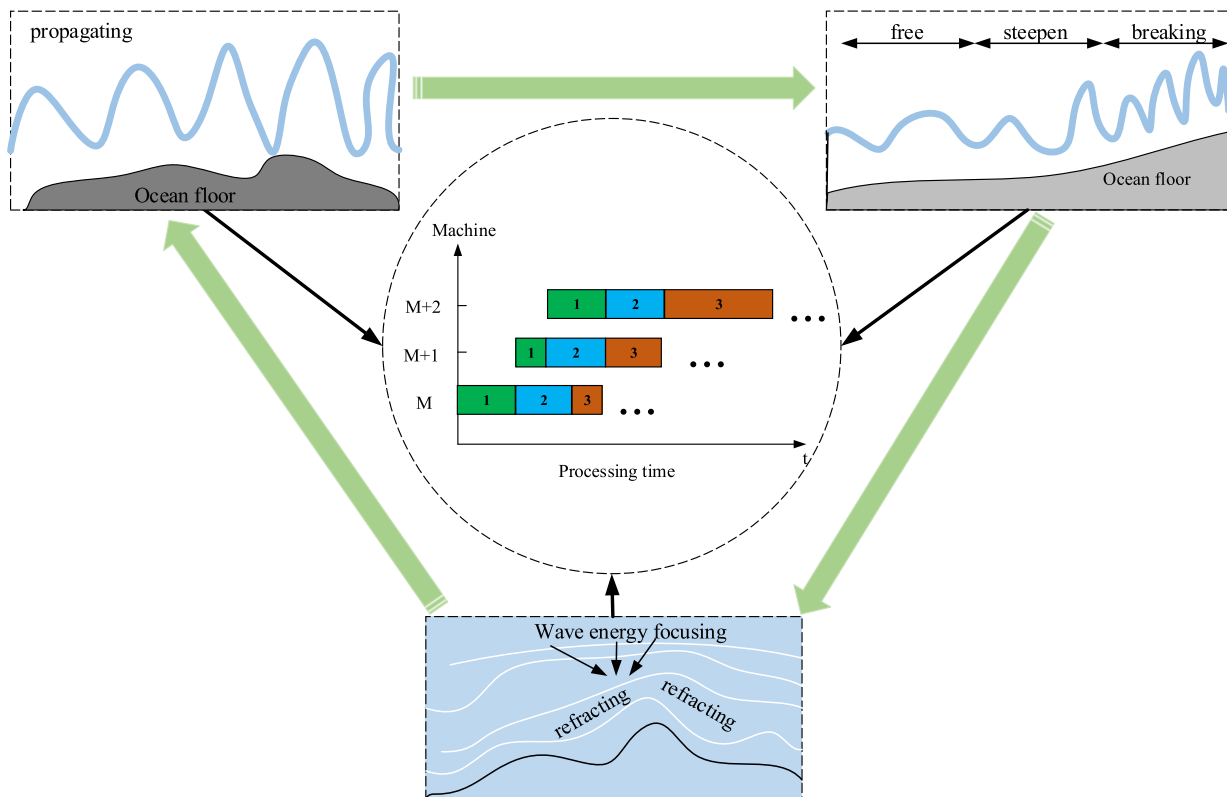 propagating
Ocean floor
free steepen breaking
Ocean floor
Machine
M+2 1 2 3 ...
M+1 1 2 3 ...
M 1 2 3 ...
t
Processing time
Wave energy focusing
refracting refracting